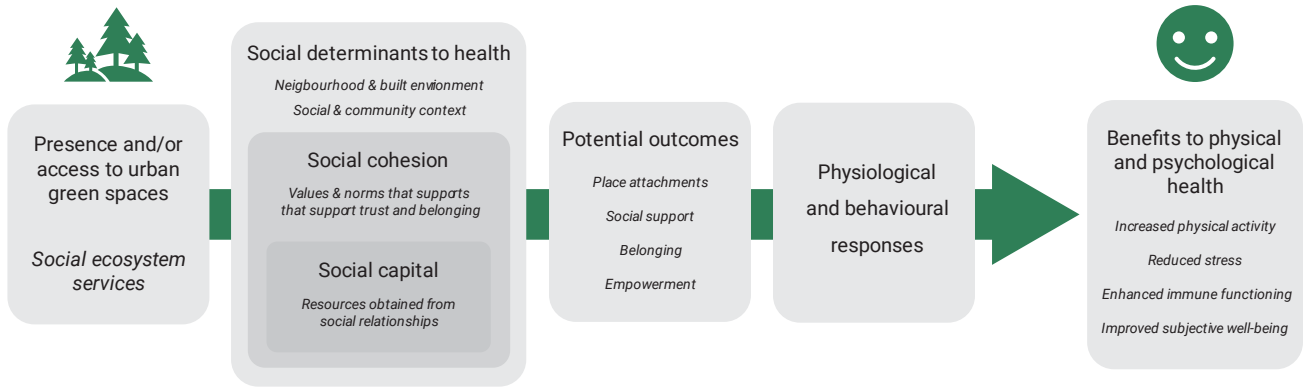 Presence and/or
access to urban
green spaces
Social ecosystem
services
Social determinants to health
Neigbourhood & built envionment
Social & community context
Social cohesion
Values & norms that supports
that support trust and belonging
Social capital
Resources obtained from
social relationships
Potential outcomes
Place attachments
Social support
Belonging
Empowerment
Physiological
and behavioural
responses
Benefits to physical
and psychological
health
Increased physical activity
Reduced stress
Enhanced immune functioning
Improved subjective well-being